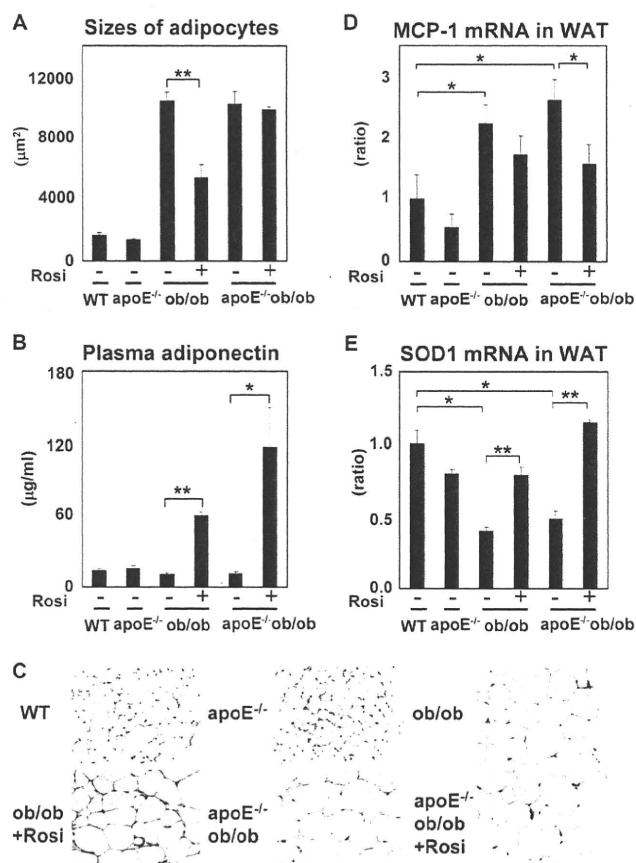 A Sizes of adipocytes
(μm²)
12000
8000
4000
0
**
Rosi - - - + - +
WT apoE-/- ob/ob apoE-/- ob/ob
B Plasma adiponectin
(μg/ml)
180
120
60
0
**
*
Rosi - - - + - +
WT apoE-/- ob/ob apoE-/- ob/ob
C
WT
apoE-/-
ob/ob
ob/ob
+Rosi
apoE-/-
ob/ob
apoE-/-
ob/ob
+Rosi
D MCP-1 mRNA in WAT
(ratio)
3
2
1
0
*
*
*
Rosi - - - + - +
WT apoE-/- ob/ob apoE-/- ob/ob
E SOD1 mRNA in WAT
(ratio)
1.5
1.0
0.5
0.0
*
*
**
**
Rosi - - - + - +
WT apoE-/- ob/ob apoE-/- ob/ob